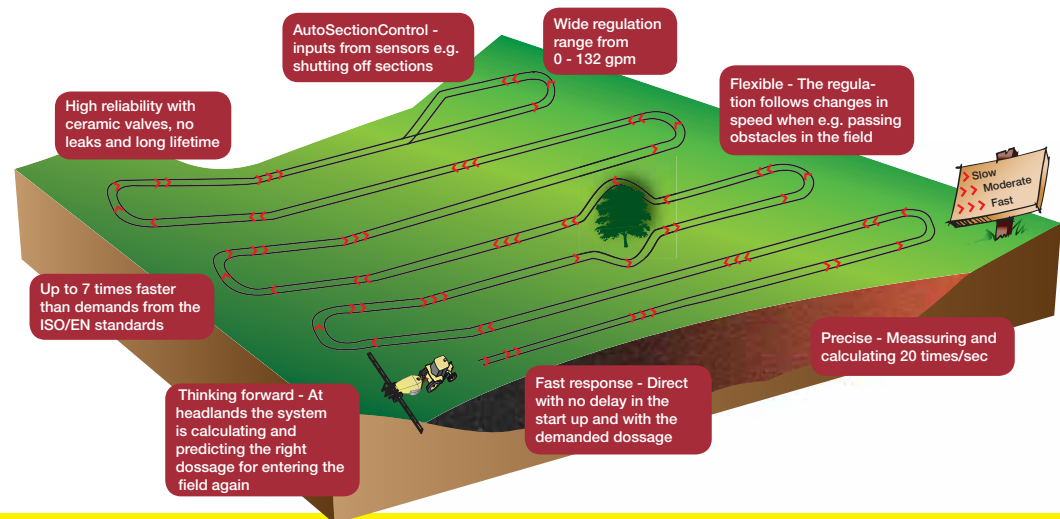 AutoSectionControl -
inputs from sensors e.g.
shutting off sections
Wide regulation
range from
0 - 132 gpm
Flexible - The regula-
tion follows changes in
speed when e.g. passing
obstacles in the field
High reliability with
ceramic valves, no
leaks and long lifetime
Slow
Moderate
Fast
Up to 7 times faster
than demands from the
ISO/EN standards
Precise - Meassuring and
calculating 20 times/sec
Thinking forward - At
headlands the system
is calculating and
predicting the right
dossage for entering the
field again
Fast response - Direct
with no delay in the
start up and with the
demanded dossage